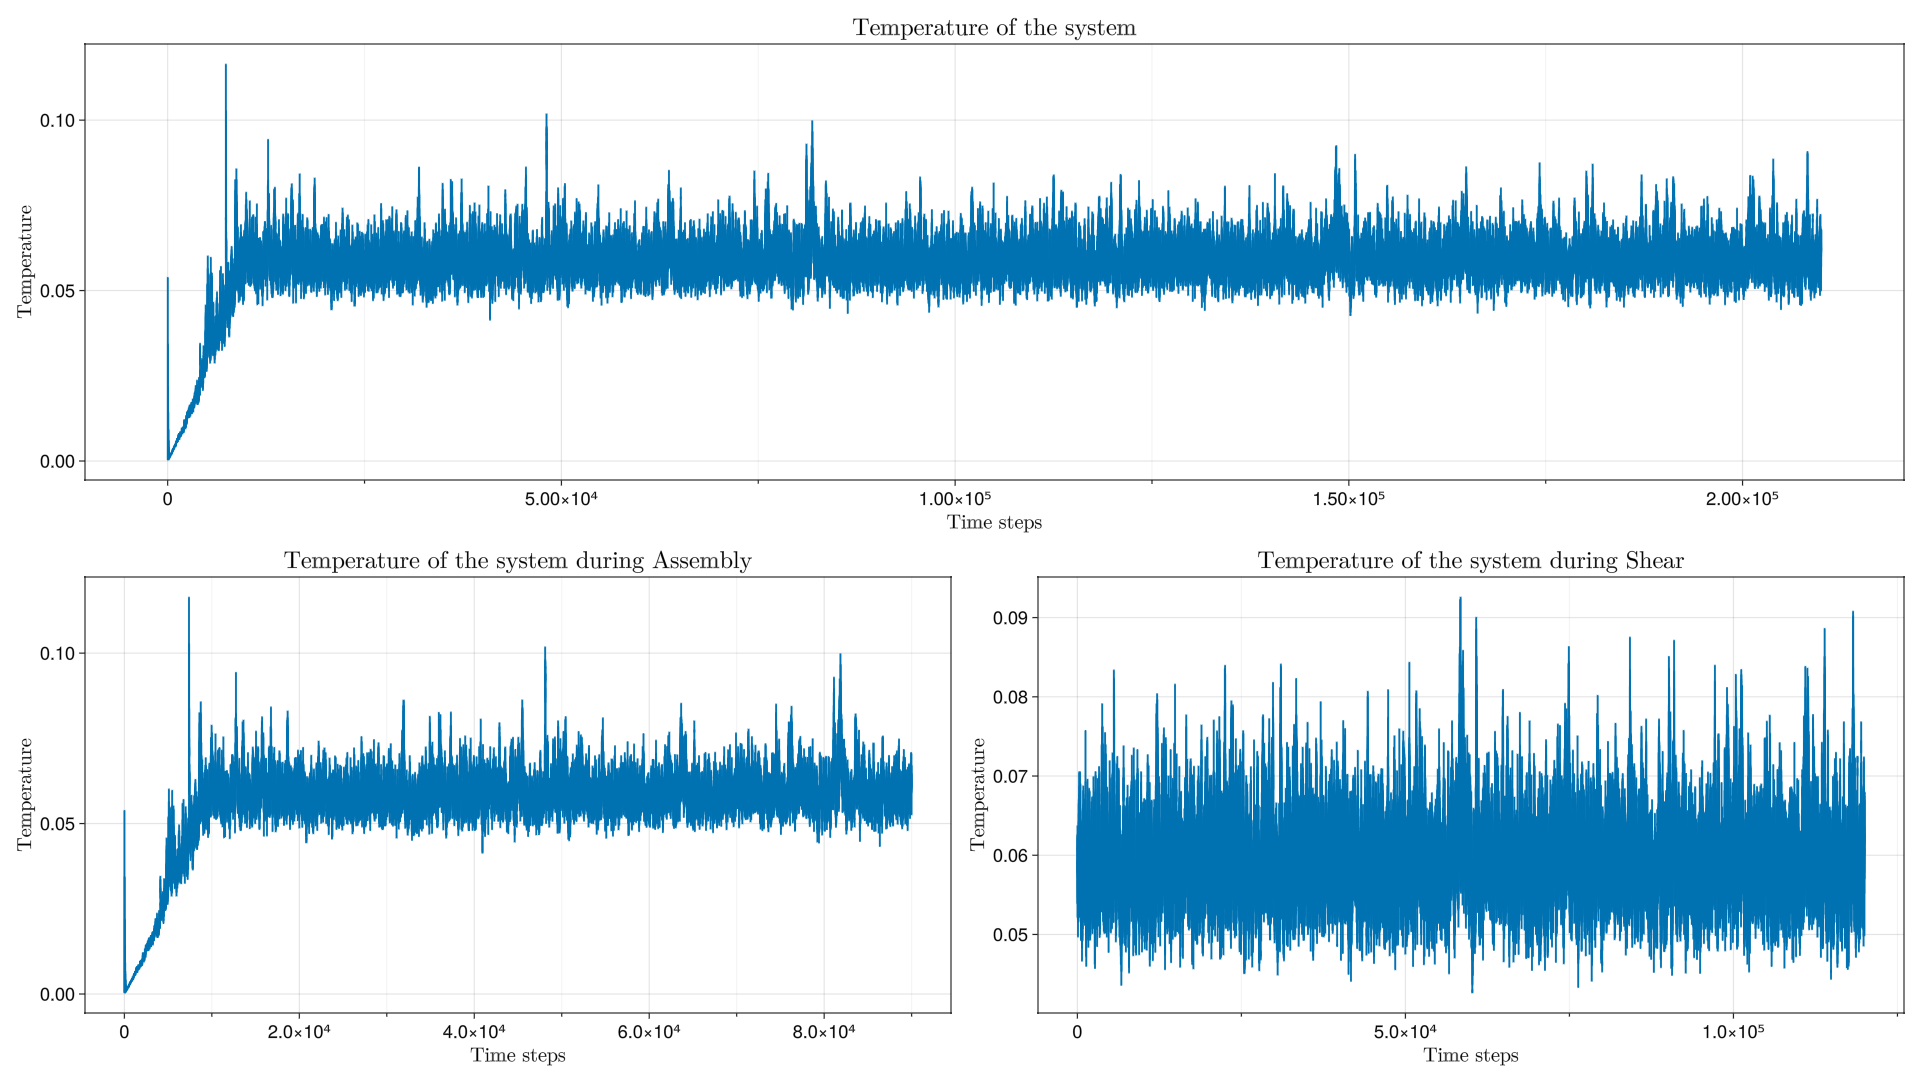 Temperature of the system
Temperature
0.10
0.05
0.00
0
5.00×10⁴
1.00×10⁵
1.50×10⁵
2.00×10⁵
Time steps
Temperature of the system during Assembly
Temperature
0.10
0.05
0.00
0
2.0×10⁴
4.0×10⁴
6.0×10⁴
8.0×10⁴
Time steps
Temperature of the system during Shear
Temperature
0.09
0.08
0.07
0.06
0.05
0
5.0×10⁴
1.0×10⁵
Time steps